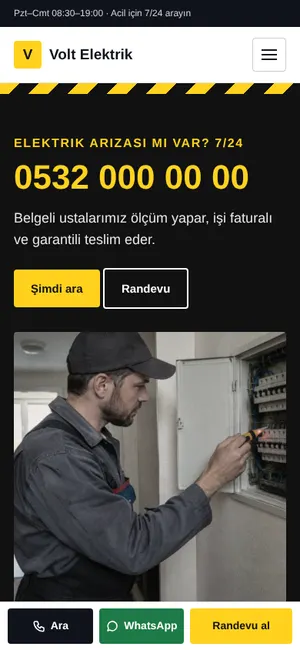 Pzt–Cmt 08:30–19:00 · Acil için 7/24 arayın
V Volt Elektrik
ELEKTRIK ARIZASI MI VAR? 7/24
0532 000 00 00
Belgeli ustalarımız ölçüm yapar, işi faturalı
ve garantili teslim eder.
Şimdi ara Randevu
Ara WhatsApp Randevu al